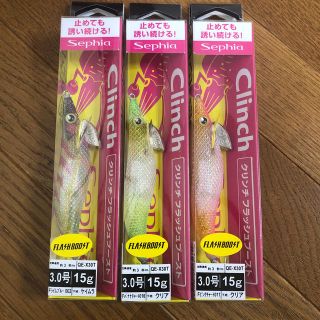 止めても
誘い続ける!
Sephia
Clinch
クリンチ フラッシュブースト
FLASHBOOST
QE-X30T
3.0号
15g
ケイムラ
止めても
誘い続ける!
Sephia
Clinch
クリンチ フラッシュブースト
FLASHBOOST
QE-X30T
3.0号
15g
クリア
止めても
誘い続ける!
Sephia
Clinch
クリンチ フラッシュブースト
FLASHBOOST
QE-X30T
3.0号
15g
クリア